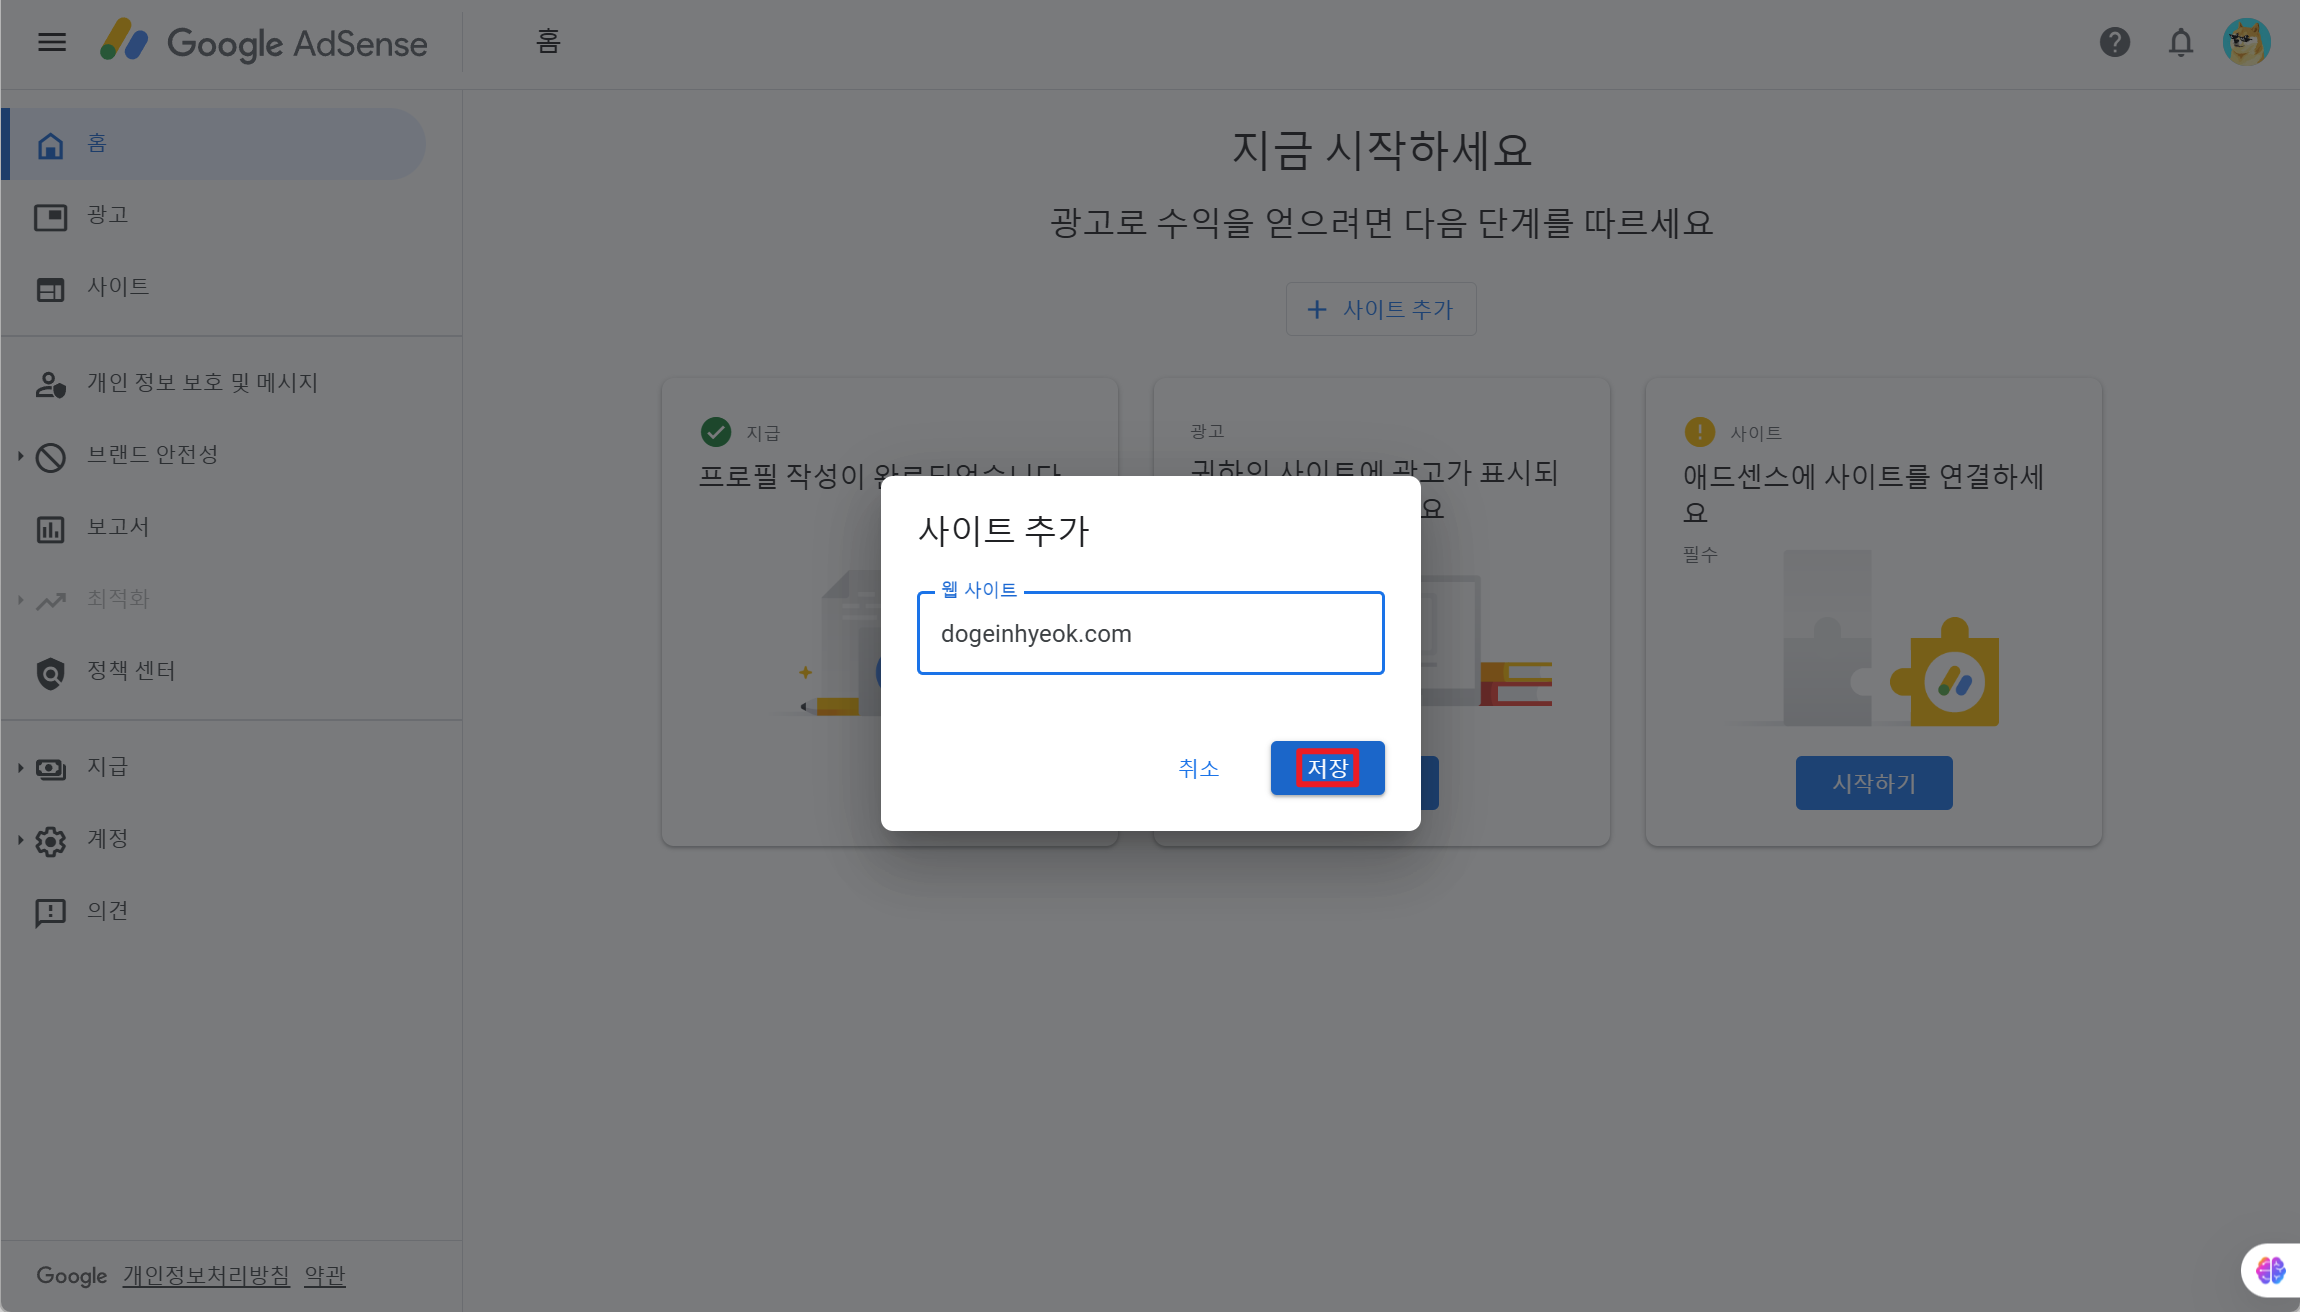 Google AdSense
홈
홈
광고
사이트
개인 정보 보호 및 메시지
브랜드 안전성
보고서
최적화
정책 센터
지급
계정
의견
Google 개인정보처리방침 약관
지금 시작하세요
광고로 수익을 얻으려면 다음 단계를 따르세요
사이트 추가
지급
프로필 작성이 완료되었습니다
광고
귀하의 사이트에 광고가 표시되
요
사이트
애드센스에 사이트를 연결하세
요
필수
시작하기
사이트 추가
웹 사이트
dogeinhyeok.com
취소
저장